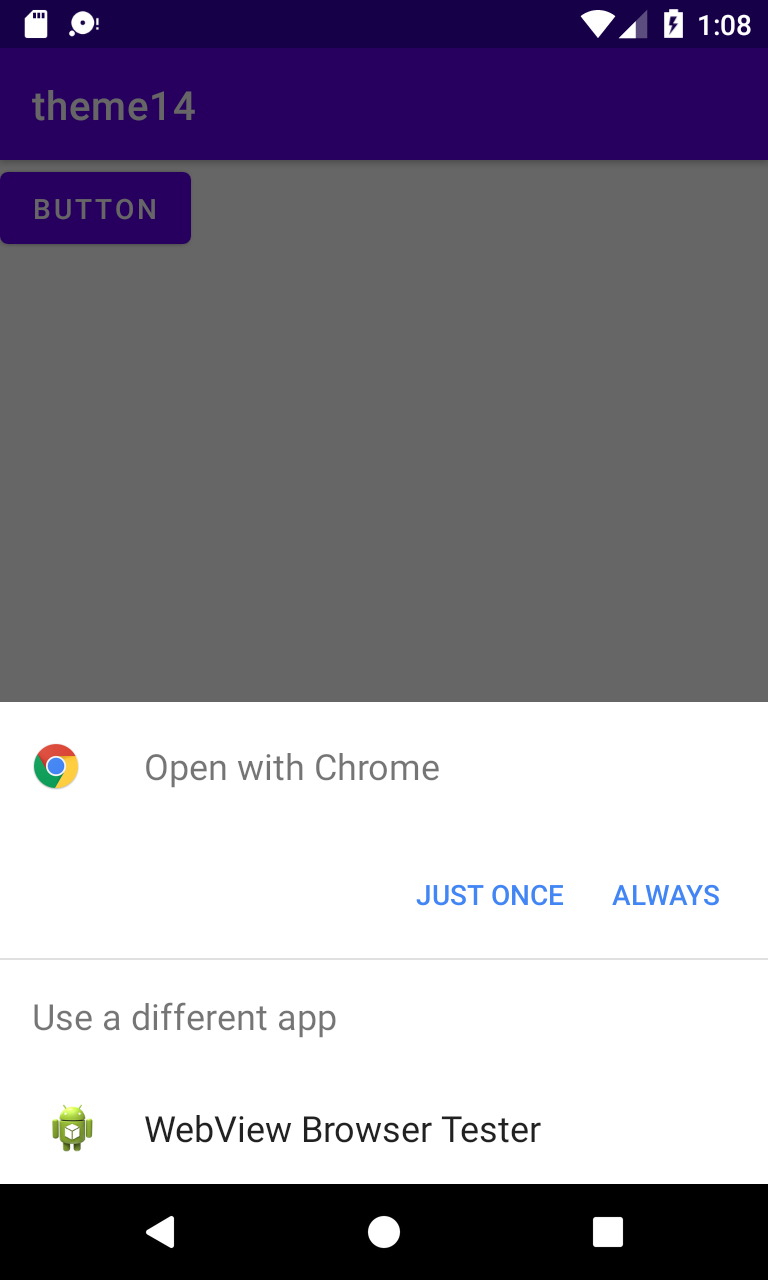 1:08
theme14
BUTTON
Open with Chrome
JUST ONCE ALWAYS
Use a different app
WebView Browser Tester